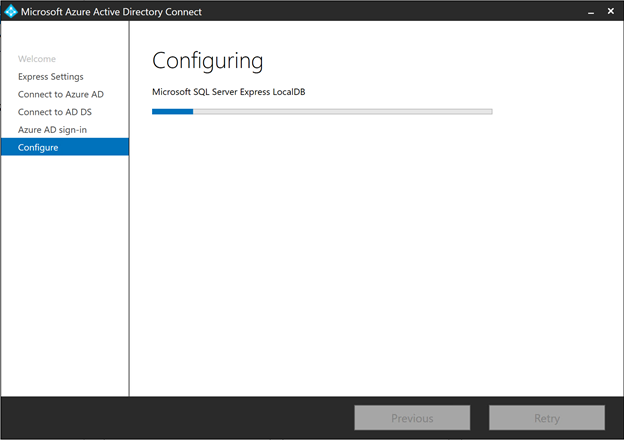 Microsoft Azure Active Directory Connect
Welcome
Express Settings
Connect to Azure AD
Connect to AD DS
Azure AD sign-in
Configure
Configuring
Microsoft SQL Server Express LocalDB
Previous
Retry